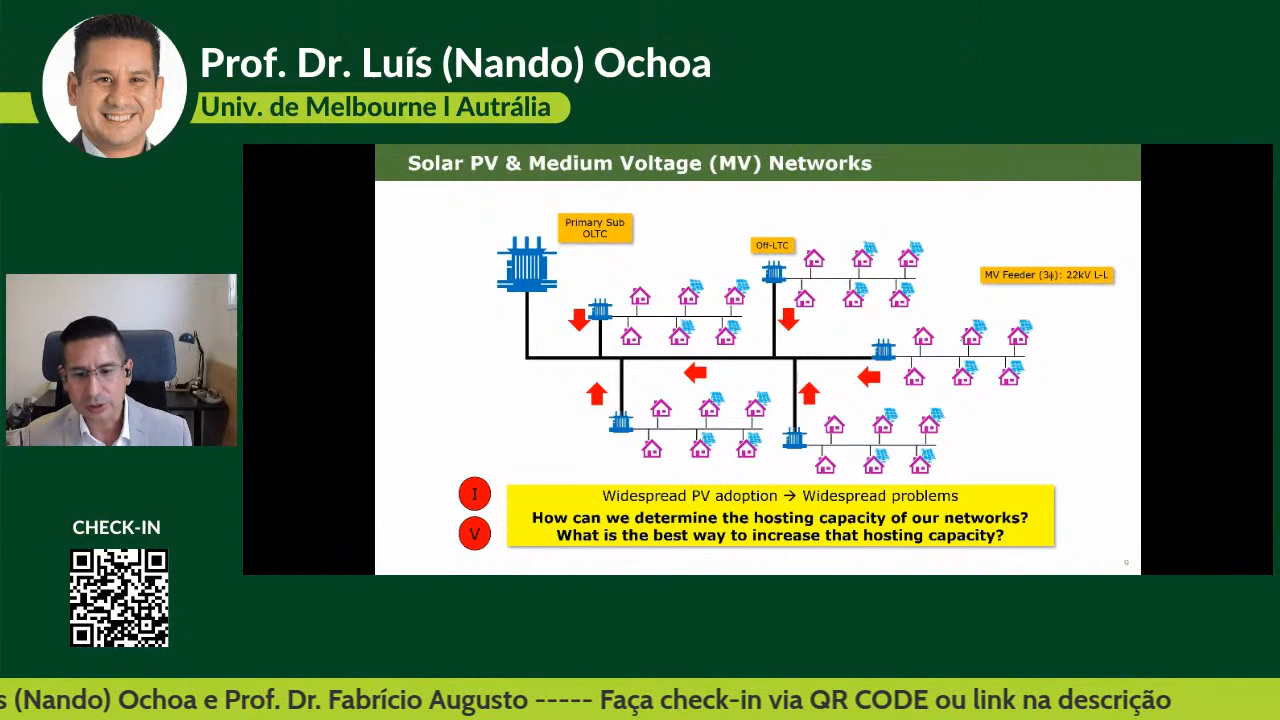 Prof. Dr. Luís (Nando) Ochoa
Univ. de Melbourne l Autrália
Solar PV & Medium Voltage (MV) Networks
Primary Sub
OLTC
Off-LTC
MV Feeder (3ϕ): 22kV L-L
I
V
Widespread PV adoption → Widespread problems
How can we determine the hosting capacity of our networks?
What is the best way to increase that hosting capacity?
9
CHECK-IN
s (Nando) Ochoa e Prof. Dr. Fabrício Augusto ----- Faça check-in via QR CODE ou link na descrição